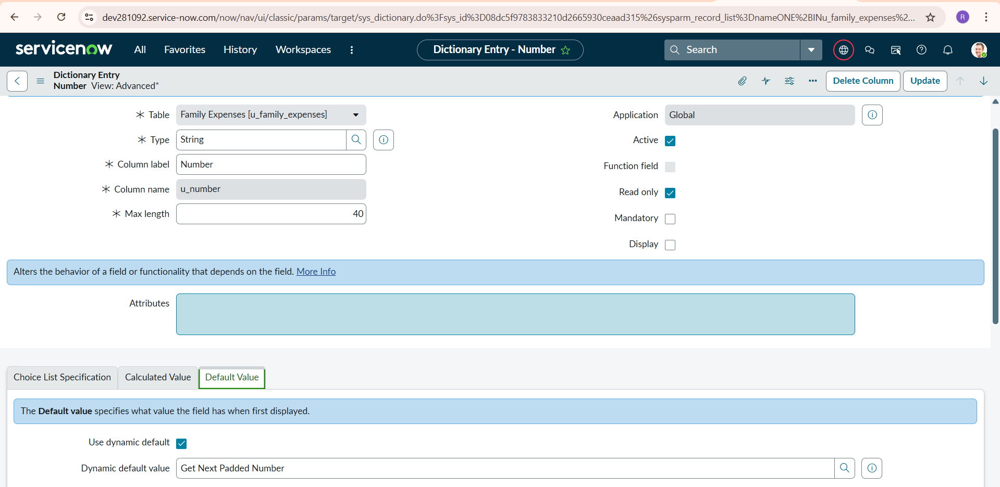 dev281092.service-now.com/now/nav/ui/classic/params/target/sys_dictionary.do%3Fsys_id%3D08dc5f9783833210d2665930ceaad315%26sysparm_record_list%3DnameONE%2BINu_family_expenses%2...
R
servicenow All Favorites History Workspaces Dictionary Entry - Number Search
Dictionary Entry
Number View: Advanced*
Delete Column Update
Table Family Expenses [u_family_expenses]
Application Global
Type String
Active
Column label Number
Function field
Column name u_number
Read only
Max length 40
Mandatory
Display
Alters the behavior of a field or functionality that depends on the field. More Info
Attributes
Choice List Specification Calculated Value Default Value
The Default value specifies what value the field has when first displayed.
Use dynamic default
Dynamic default value Get Next Padded Number